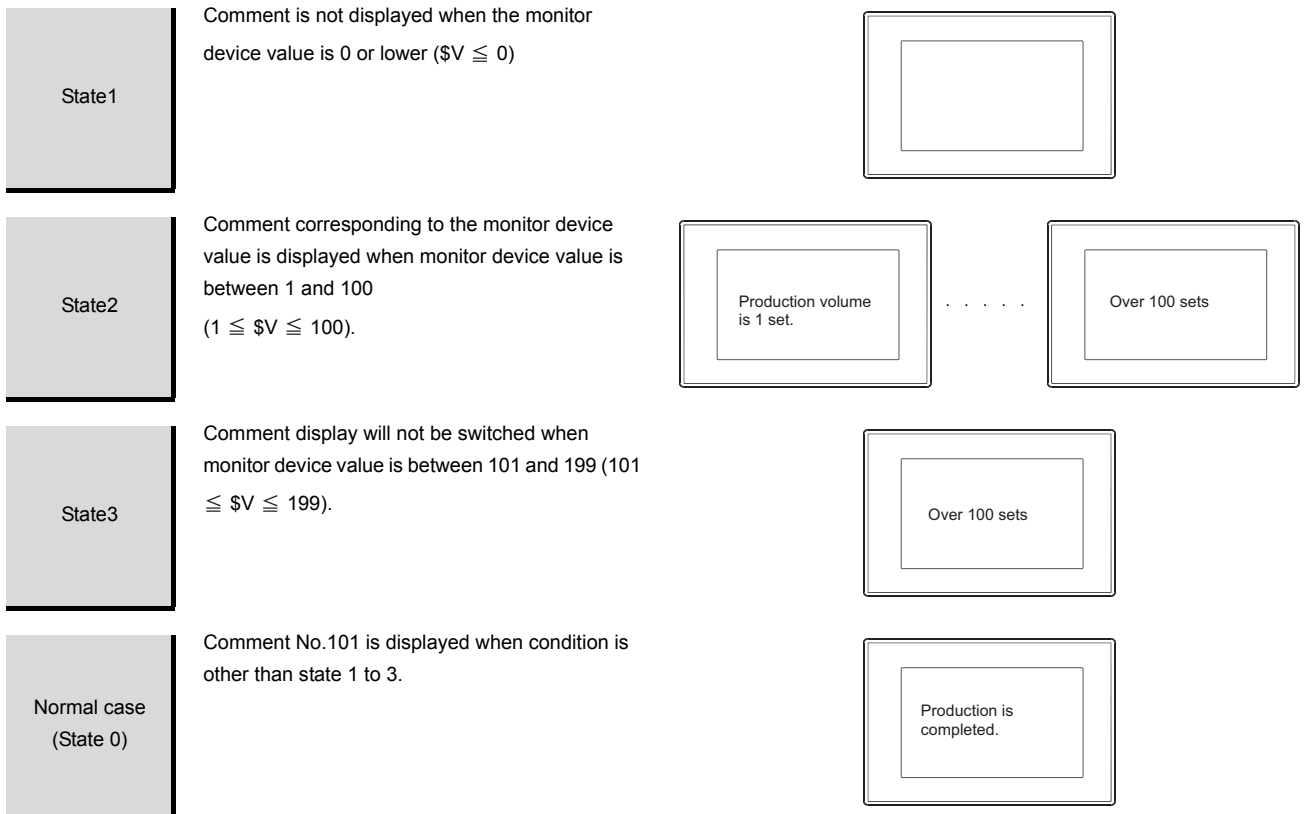 State1
Comment is not displayed when the monitor
device value is 0 or lower ($V ≦ 0)
State2
Comment corresponding to the monitor device
value is displayed when monitor device value is
between 1 and 100
(1 ≦ $V ≦ 100).
Production volume
is 1 set.
. . . . .
Over 100 sets
State3
Comment display will not be switched when
monitor device value is between 101 and 199 (101
≦ $V ≦ 199).
Over 100 sets
Normal case
(State 0)
Comment No.101 is displayed when condition is
other than state 1 to 3.
Production is
completed.